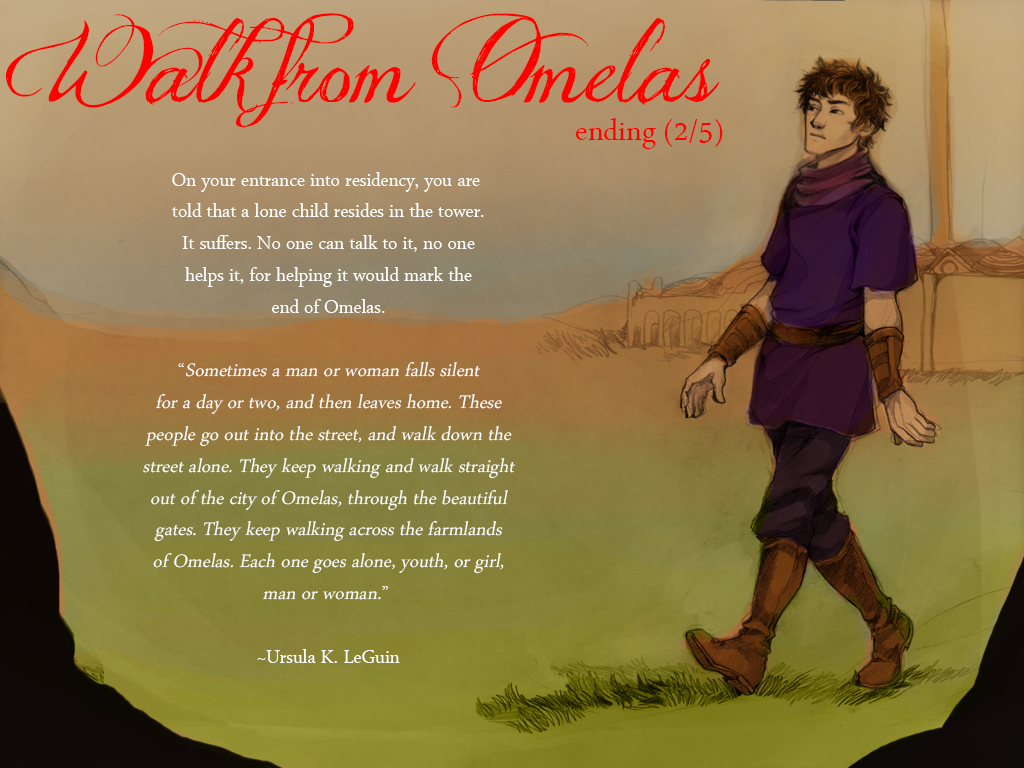 Walk from Omelas
ending (2/5)
On your entrance into residency, you are
told that a lone child resides in the tower.
It suffers. No one can talk to it, no one
helps it, for helping it would mark the
end of Omelas.
“Sometimes a man or woman falls silent
for a day or two, and then leaves home. These
people go out into the street, and walk down the
street alone. They keep walking and walk straight
out of the city of Omelas, through the beautiful
gates. They keep walking across the farmlands
of Omelas. Each one goes alone, youth, or girl,
man or woman.”
~Ursula K. LeGuin